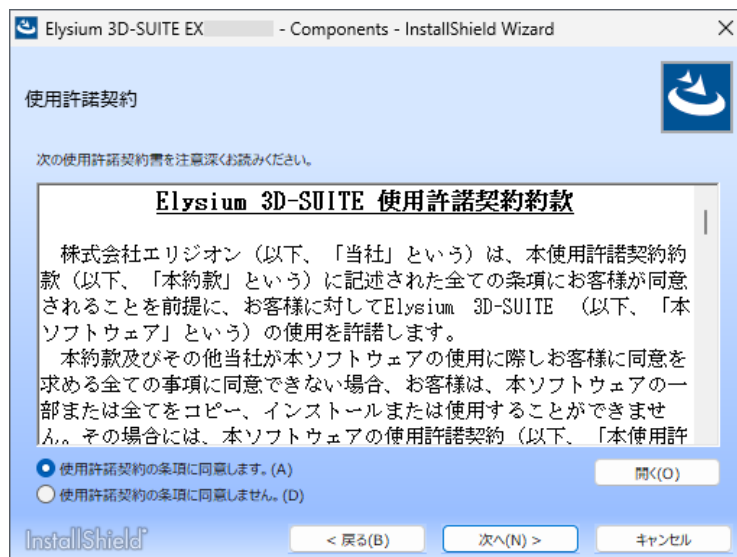 Elysium 3D-SUITE EX - Components - InstallShield Wizard
使用許諾契約
次の使用許諾契約書を注意深くお読みください。
Elysium 3D-SUITE 使用許諾契約約款
株式会社エリジオン（以下、「当社」という）は、本使用許諾契約約
款（以下、「本約款」という）に記述された全ての条項にお客様が同意
されることを前提に、お客様に対してElysium 3D-SUITE （以下、「本
ソフトウェア」という）の使用を許諾します。
本約款及びその他当社が本ソフトウェアの使用に際しお客様に同意を
求める全ての事項に同意できない場合、お客様は、本ソフトウェアの一
部または全てをコピー、インストールまたは使用することができませ
ん。その場合には、本ソフトウェアの使用許諾契約（以下、「本使用許
使用許諾契約の条項に同意します。(A)
開く(O)
使用許諾契約の条項に同意しません。(D)
InstallShield
< 戻る(B)
次へ(N) >
キャンセル